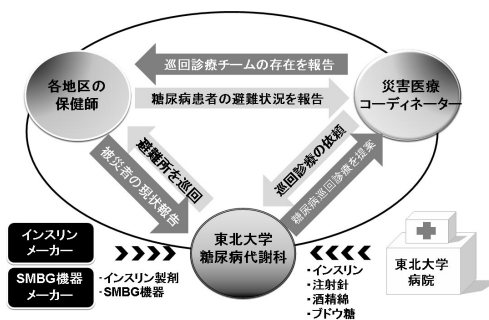 巡回診療チームの存在を報告
各地区の
保健師
災害医療
コーディネーター
糖尿病患者の避難状況を報告
避難所を巡回
被災者の現状報告
巡回診療の依頼
糖尿病巡回診療を提案
インスリン
メーカー
SMBG機器
メーカー
・インスリン製剤
・SMBG機器
東北大学
糖尿病代謝科
・インスリン
・注射針
・酒精綿
・ブドウ糖
東北大学
病院